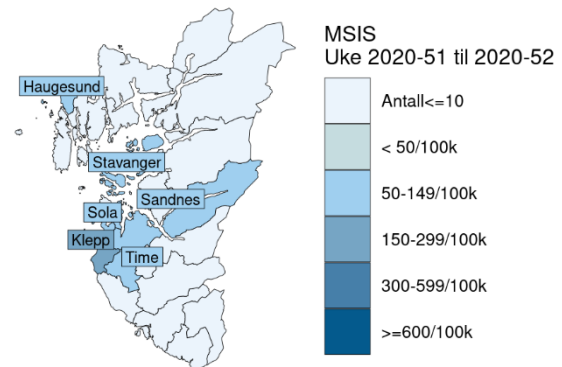 MSIS
Uke 2020-51 til 2020-52
Haugesund
Stavanger
Sandnes
Sola
Klepp
Time
Antall<=10
< 50/100k
50-149/100k
150-299/100k
300-599/100k
>=600/100k